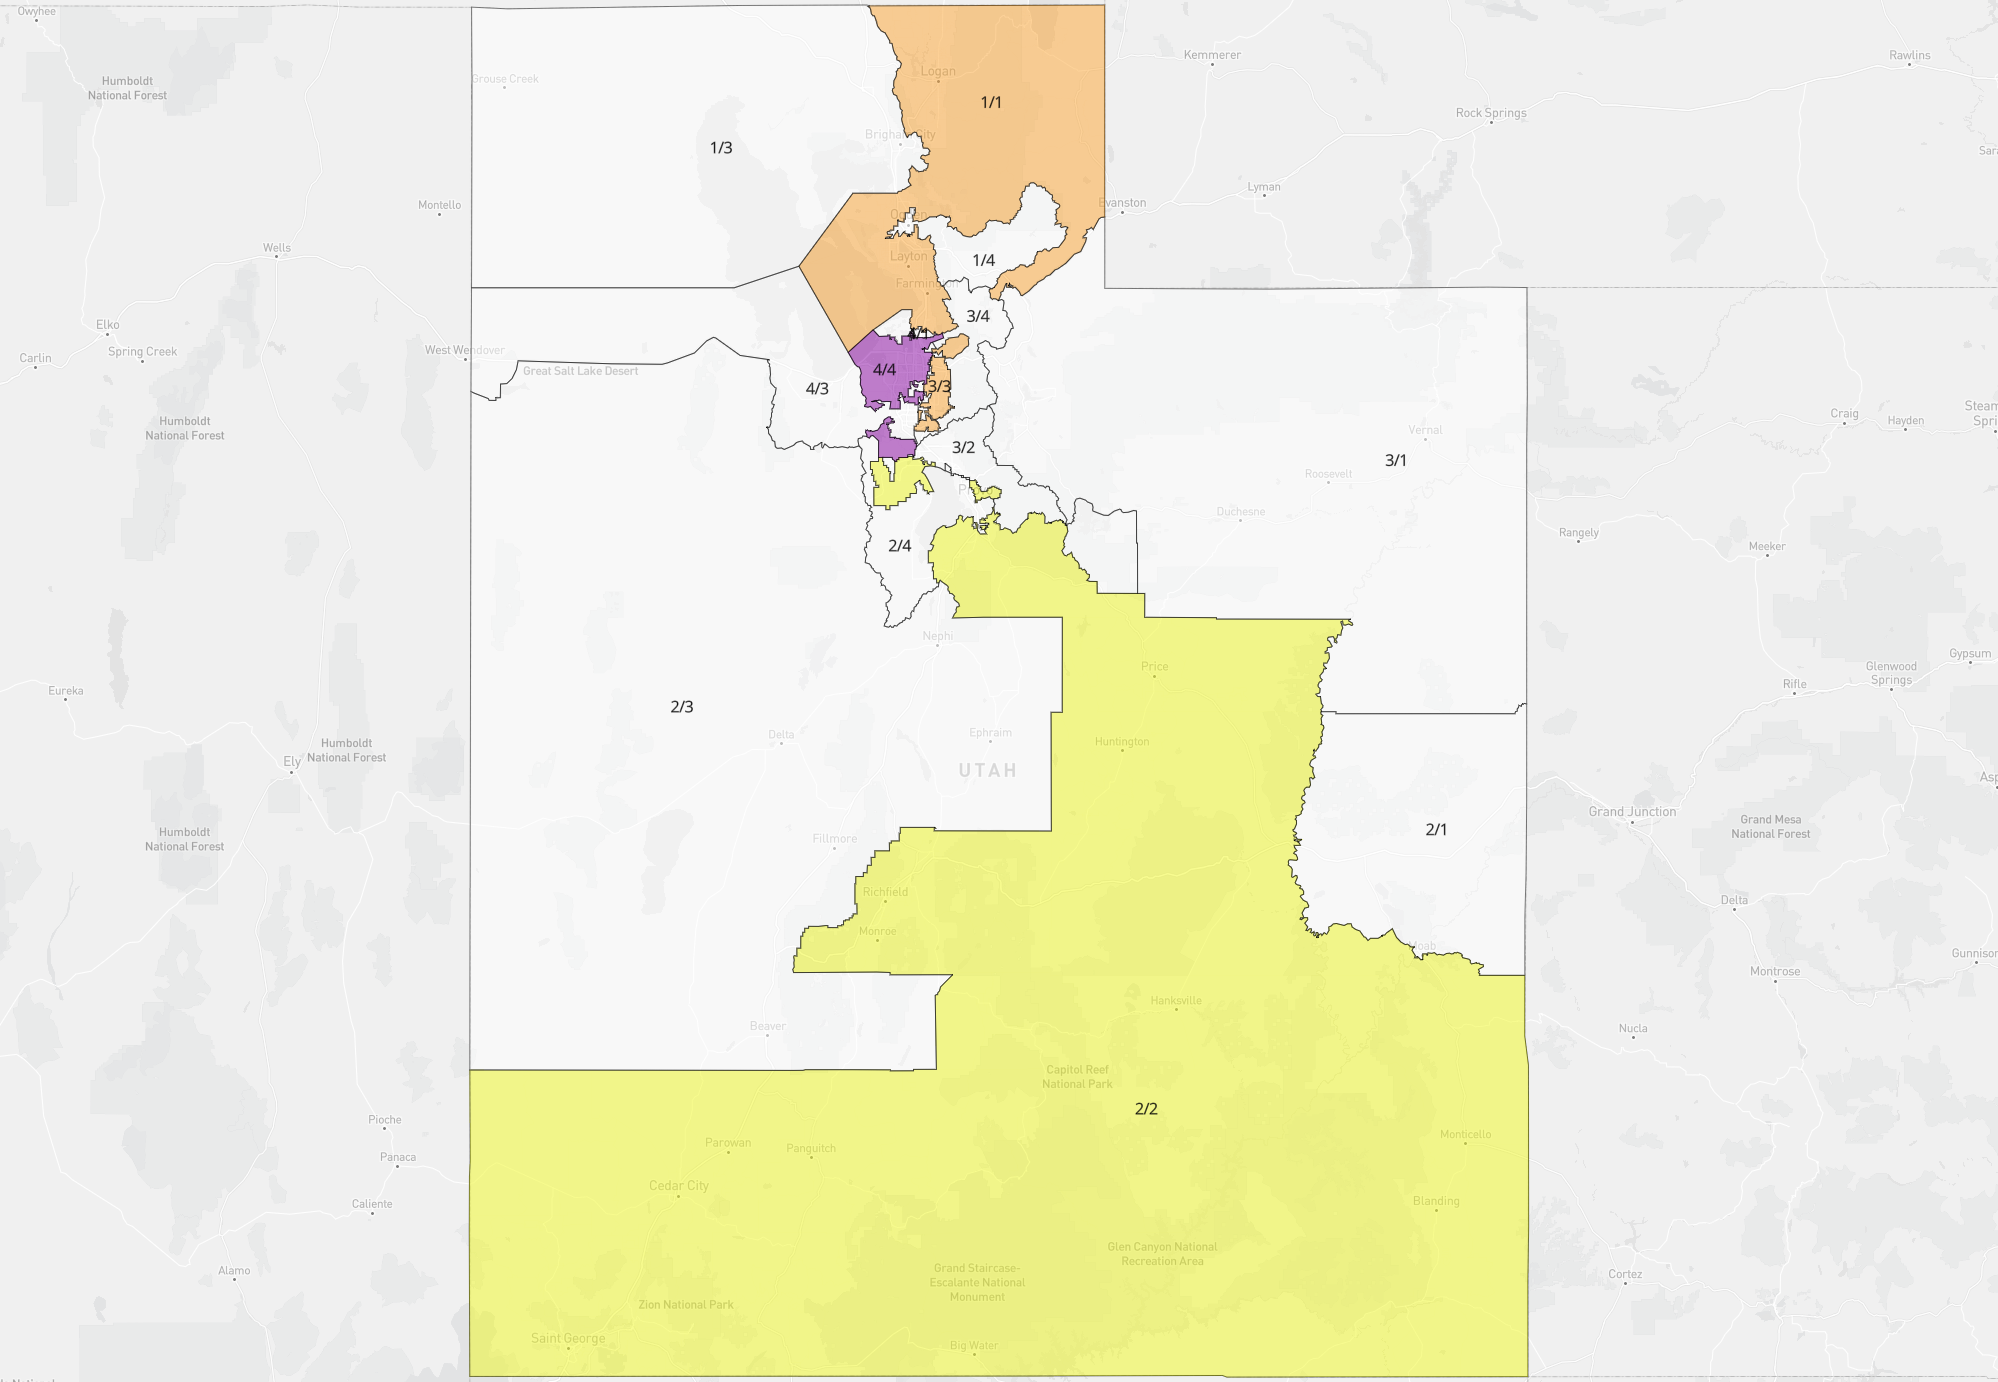 Owyhee
Humboldt
National Forest
Grouse Creek
Logan
Kemmerer
Rawlins
1/1
Rock Springs
1/3
Brigham City
Montello
Lyman
Evanston
Wells
1/4
Layton
Farmington
3/4
Elko
Carlin
Spring Creek
West Wendover
Great Salt Lake Desert
4/4
3/3
4/3
Humboldt
National Forest
Craig
Hayden
Vernal
3/2
3/1
Roosevelt
Duchesne
Rangely
2/4
Meeker
Nephi
Price
Glenwood
Springs
Gypsum
Eureka
Rifle
2/3
Delta
Ephraim
Huntington
Humboldt
National Forest
Ely
UTAH
Grand Junction
Grand Mesa
National Forest
Humboldt
National Forest
Fillmore
2/1
Richfield
Delta
Monroe
Moab
Montrose
Hanksville
Beaver
Nucla
Capitol Reef
National Park
2/2
Pioche
Panaca
Parowan
Panguitch
Monticello
Cedar City
Caliente
Blanding
Alamo
Glen Canyon National
Recreation Area
Grand Staircase-
Escalante National
Monument
Cortez
Zion National Park
Saint George
Big Water